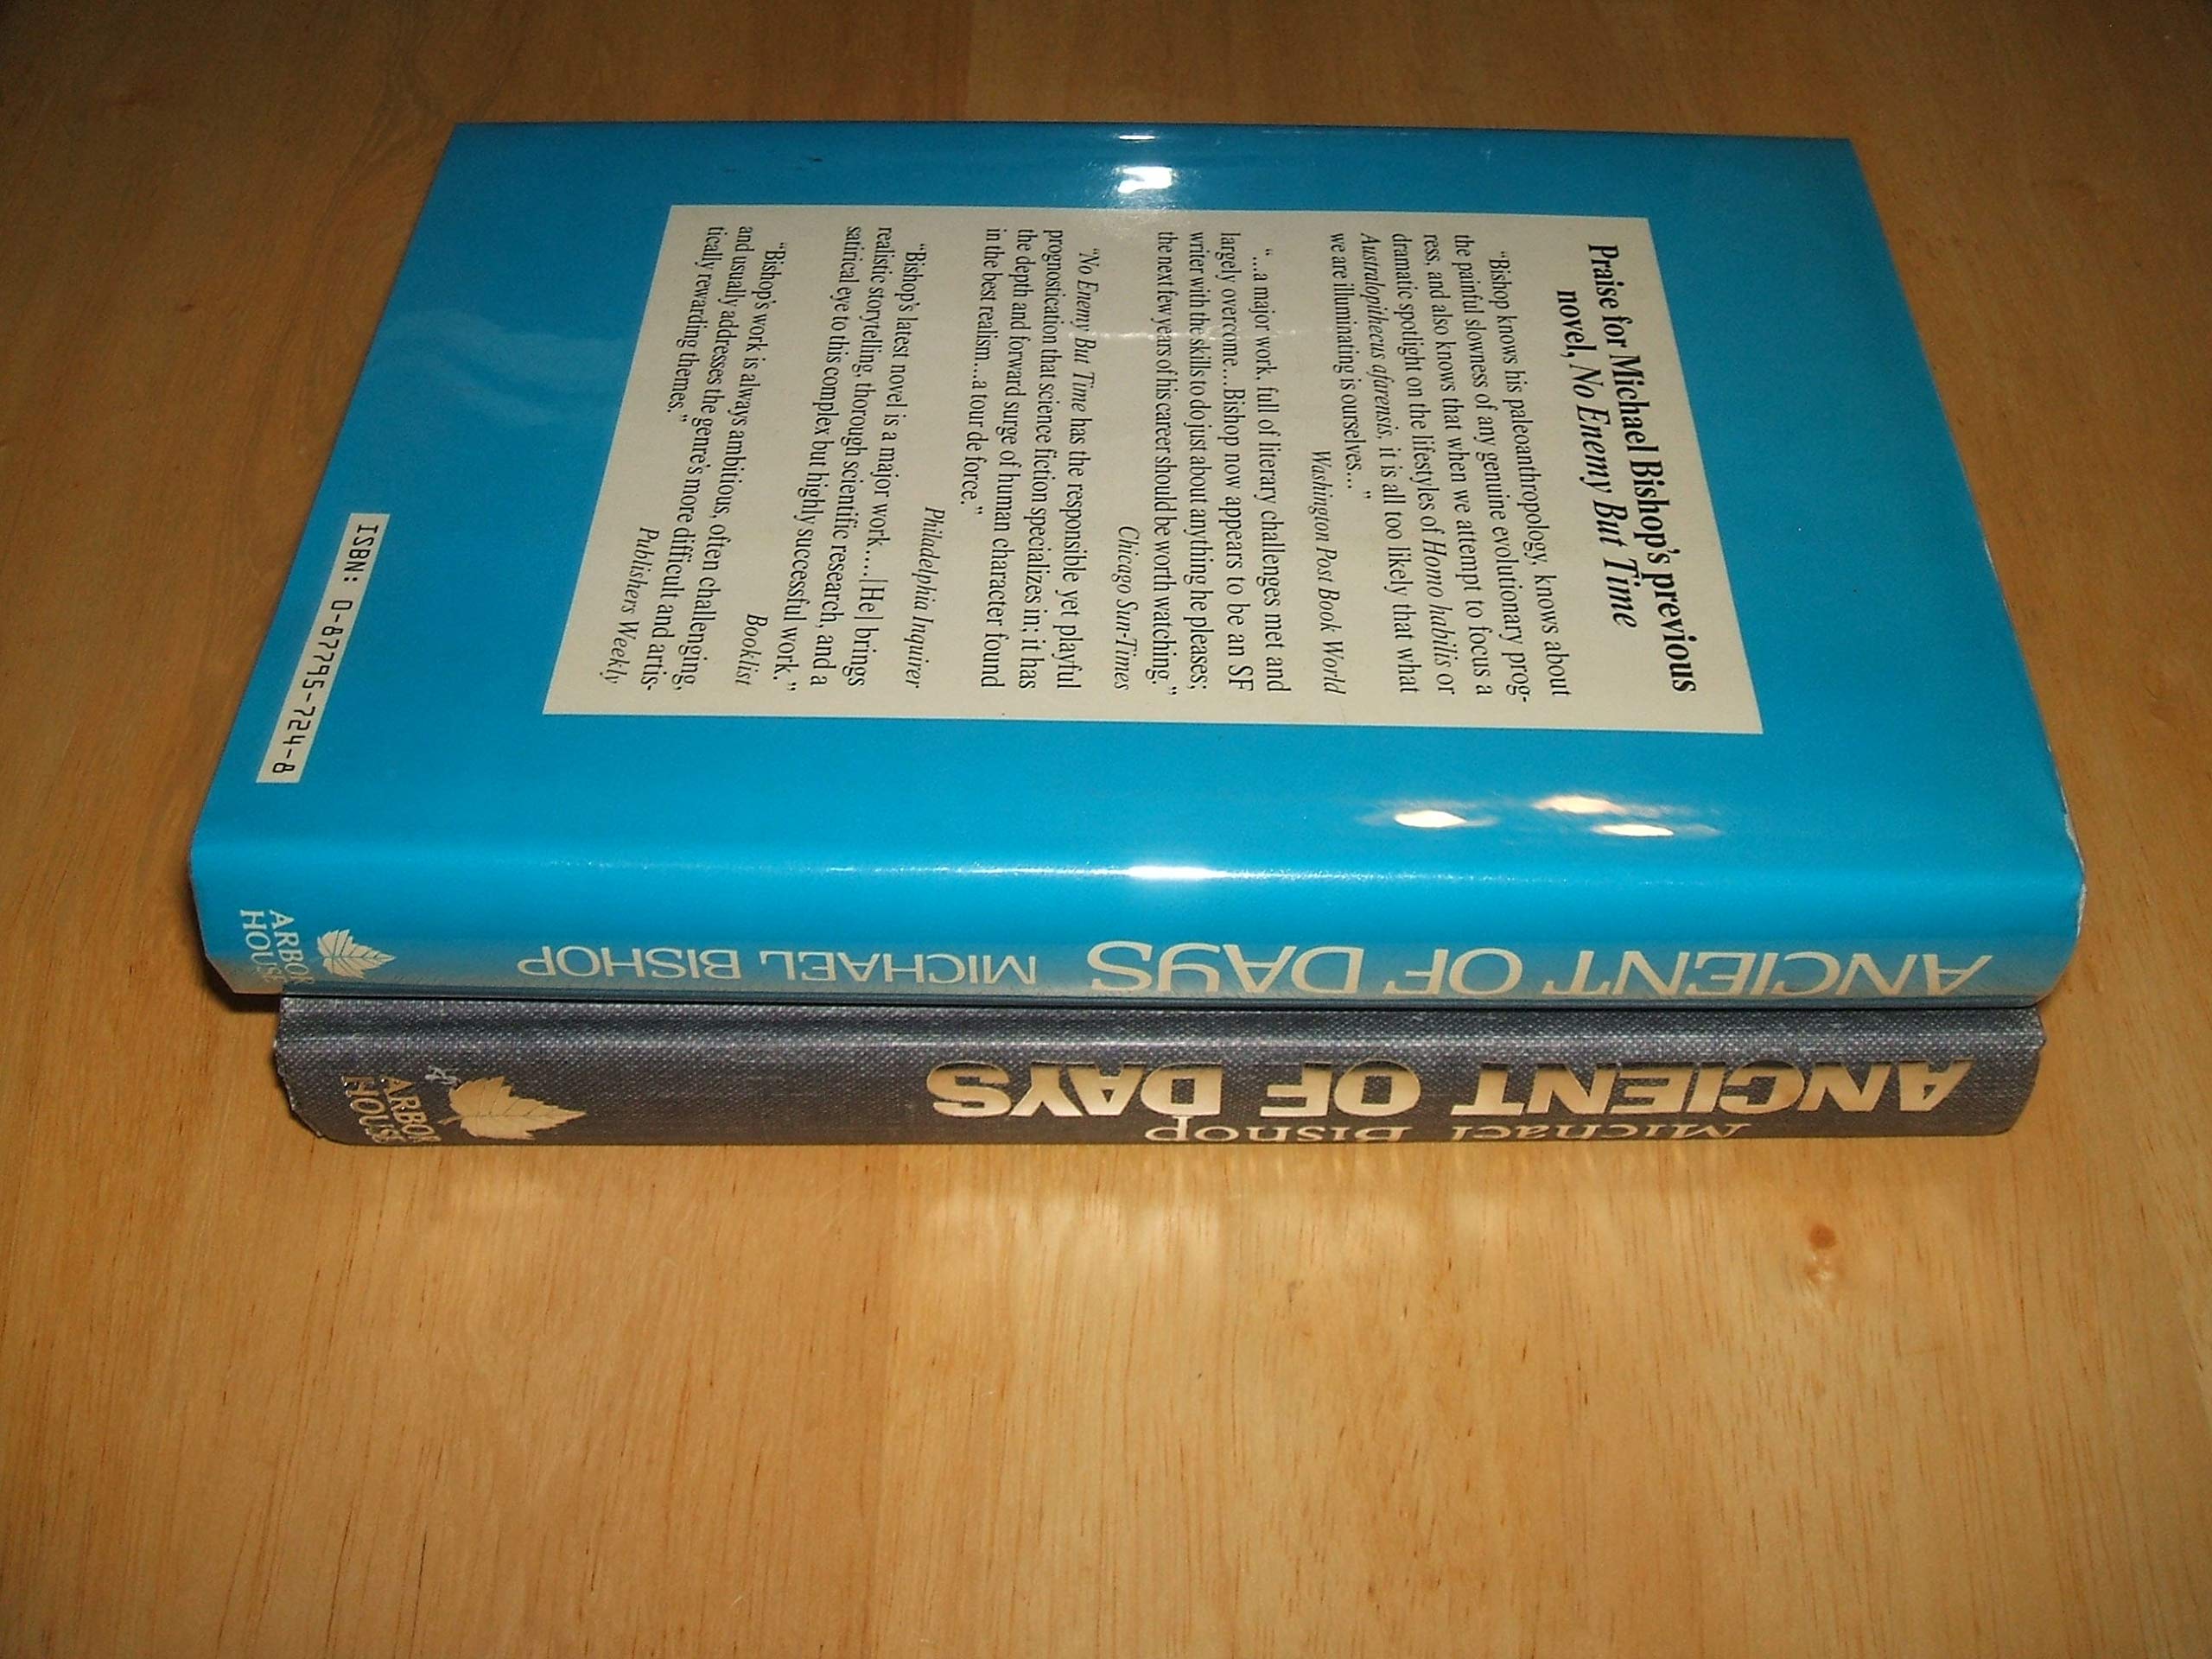 Praise for Michael Bishop's previous
novel, No Enemy But Time
“Bishop knows his paleoanthropology, knows about
the painful slowness of any genuine evolutionary prog-
ress, and also knows that when we attempt to focus a
dramatic spotlight on the lifestyles of Homo habilis or
Australopithecus afarensis, it is all too likely that what
we are illuminating is ourselves...”
Washington Post Book World
“...a major work, full of literary challenges met and
largely overcome...Bishop now appears to be an SF
writer with the skills to do just about anything he pleases;
the next few years of his career should be worth watching.”
Chicago Sun-Times
“No Enemy But Time has the responsible yet playful
prognostication that science fiction specializes in; it has
the depth and forward surge of human character found
in the best realism...a tour de force.”
Philadelphia Inquirer
“Bishop's latest novel is a major work....[He] brings
realistic storytelling, thorough scientific research, and a
satirical eye to this complex but highly successful work.”
Booklist
“Bishop's work is always ambitious, often challenging,
and usually addresses the genre's more difficult and artis-
tically rewarding themes.”
Publishers Weekly
ISBN: 0-87795-724-8
ANCIENT OF DAYS MICHAEL BISHOP
ARBOR
HOUSE
Michael Bishop
ANCIENT OF DAYS
ARBOR
HOUSE